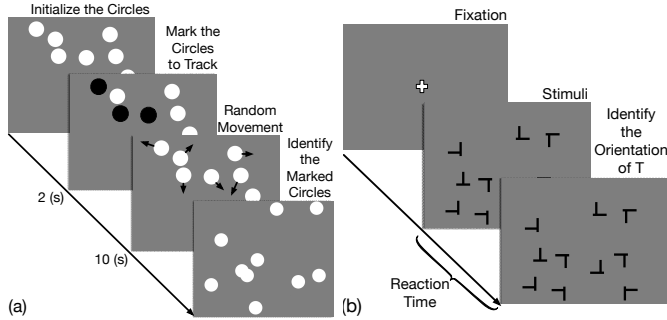 Initialize the Circles
Mark the
Circles
to Track
Random
Movement
Identify
the
Marked
Circles
2 (s)
10 (s)
(a)
Fixation
Stimuli
Identify
the
Orientation
of T
Reaction
Time
(b)